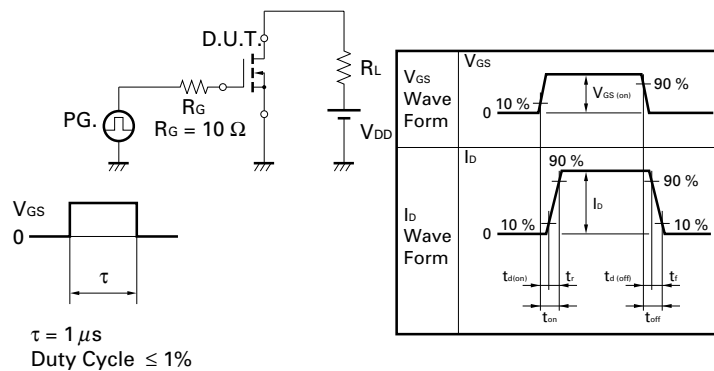 D.U.T.
RL
RG
PG.
RG = 10 Ω
VDD
VGS
0
τ
τ = 1 μs
Duty Cycle ≤ 1%
VGS
Wave
Form
VGS
10 %
0
VGS (on)
90 %
ID
Wave
Form
ID
90 %
90 %
ID
10 %
0
10 %
td(on)
tr
td (off)
tf
ton
toff